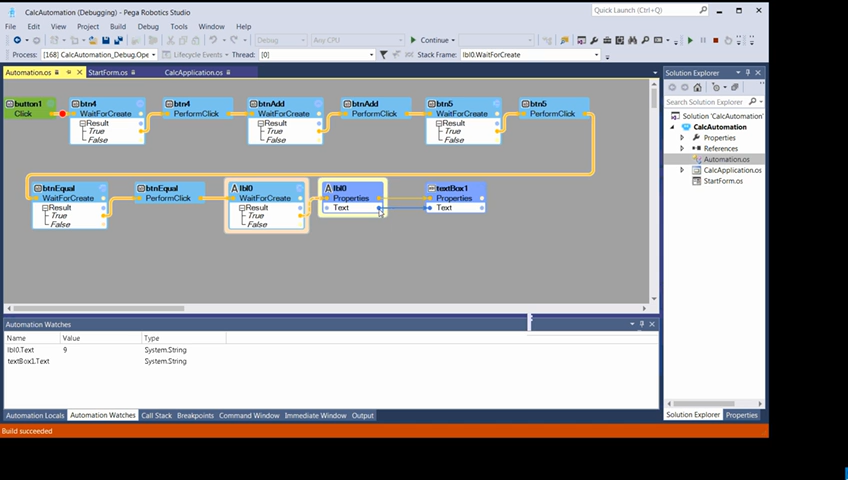 CalcAutomation (Debugging) - Pega Robotics Studio
Quick Launch (Ctrl+Q)
File Edit View Project Build Debug Tools Window Help
Debug Any CPU Continue
Process: [168] CalcAutomation_Debug.Ope Lifecycle Events Thread: [0] Stack Frame: lbl0.WaitForCreate
Automation.os StartForm.os CalcApplication.os
Solution Explorer
Search Solution Explorer (Ctrl
Solution 'CalcAutomation'
CalcAutomation
Properties
References
Automation.os
CalcApplication.os
StartForm.os
button1 btn4 btn4 btnAdd btnAdd btn5 btn5
Click WaitForCreate PerformClick WaitForCreate PerformClick WaitForCreate PerformClick
Result Result Result
True True True
False False False
btnEqual btnEqual lbl0 lbl0 textBox1
WaitForCreate PerformClick WaitForCreate Properties Properties
Result Result Text Text
True True
False False
Automation Watches
Name Value Type
lbl0.Text 9 System.String
textBox1.Text System.String
Automation Locals Automation Watches Call Stack Breakpoints Command Window Immediate Window Output
Solution Explorer Properties
Build succeeded